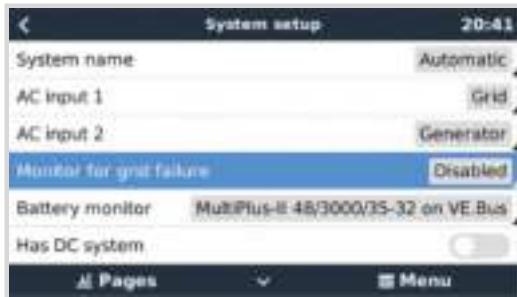 System setup 20:41
System name Automatic
AC input 1 Grid
AC input 2 Generator
Monitor for grid failure Disabled
Battery monitor MultiPlus-II 48/3000/35-32 on VE.Bus
Has DC system
Pages Menu